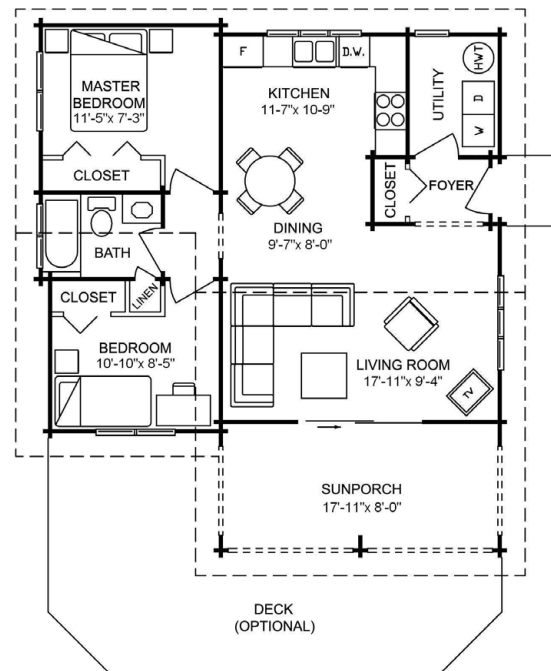 F
D.W.
HWT
MASTER
BEDROOM
11'-5"x 7'-3"
KITCHEN
11'-7"x 10'-9"
UTILITY
D
W
CLOSET
CLOSET
FOYER
BATH
DINING
9'-7"x 8'-0"
CLOSET
LINEN
BEDROOM
10'-10"x 8'-5"
LIVING ROOM
17'-11"x 9'-4"
TV
SUNPORCH
17'-11"x 8'-0"
DECK
(OPTIONAL)